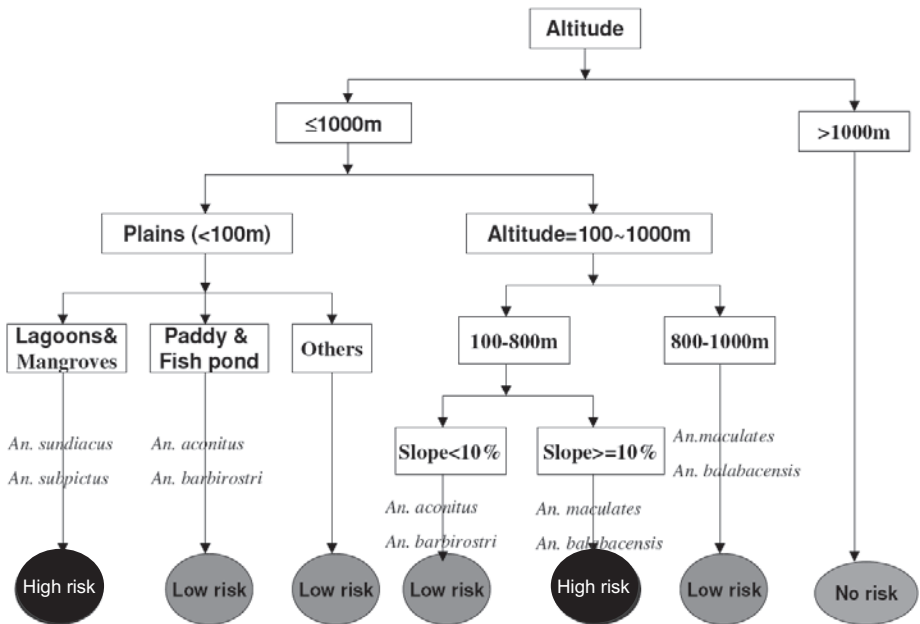 Altitude
≤1000m
>1000m
Plains (<100m)
Altitude=100~1000m
Lagoons&
Mangroves
Paddy &
Fish pond
Others
100-800m
800-1000m
An. sundiacus
An. subpictus
An. aconitus
An. barbirostri
Slope<10%
Slope>=10%
An.maculates
An. balabacensis
An. aconitus
An. barbirostri
An. maculates
An. balabacensis
High risk
Low risk
Low risk
Low risk
High risk
Low risk
No risk